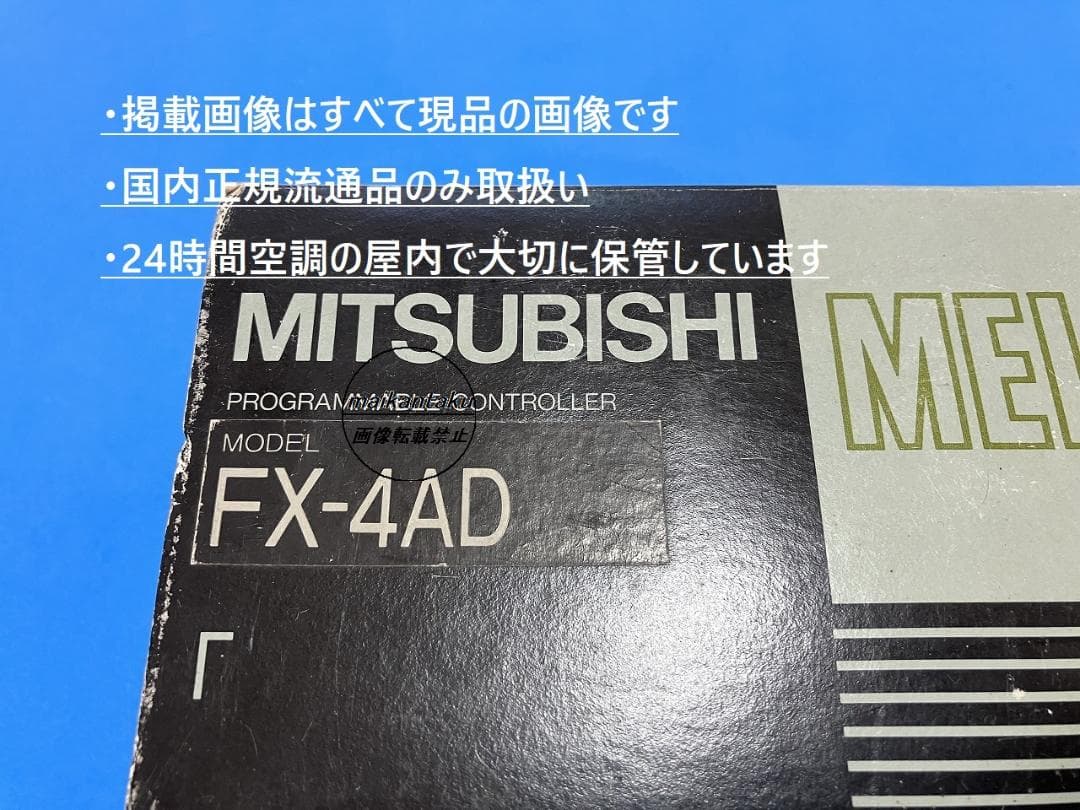 ・掲載画像はすべて現品の画像です
・国内正規流通品のみ取扱い
・24時間空調の屋内で大切に保管しています
MITSUBISHI
PROGRAMMABLE CONTROLLER
maikantaku
画像転載禁止
MODEL
FX-4AD